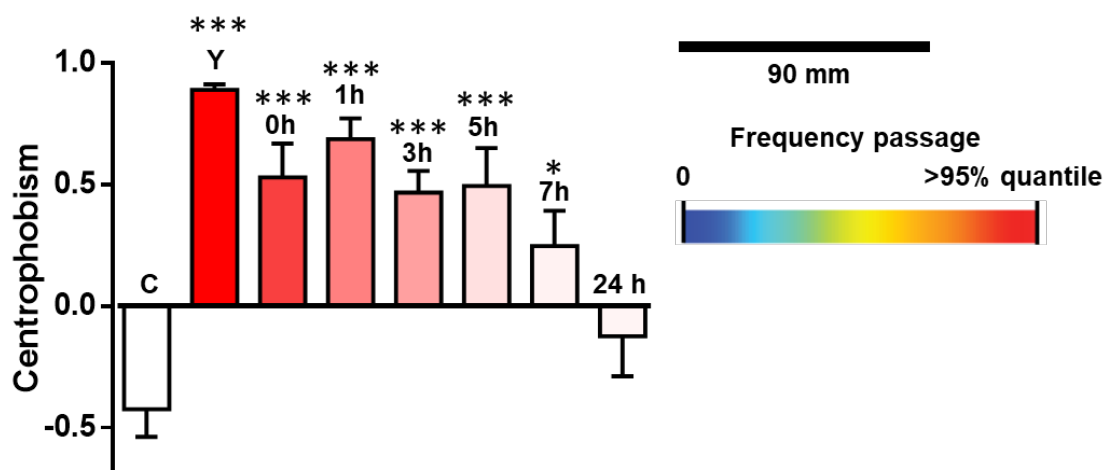 ***
Y
***
0h
***
1h
***
3h
***
5h
*
7h
24 h
C
1.0
0.5
0.0
-0.5
Centrophobism
90 mm
Frequency passage
0
>95% quantile